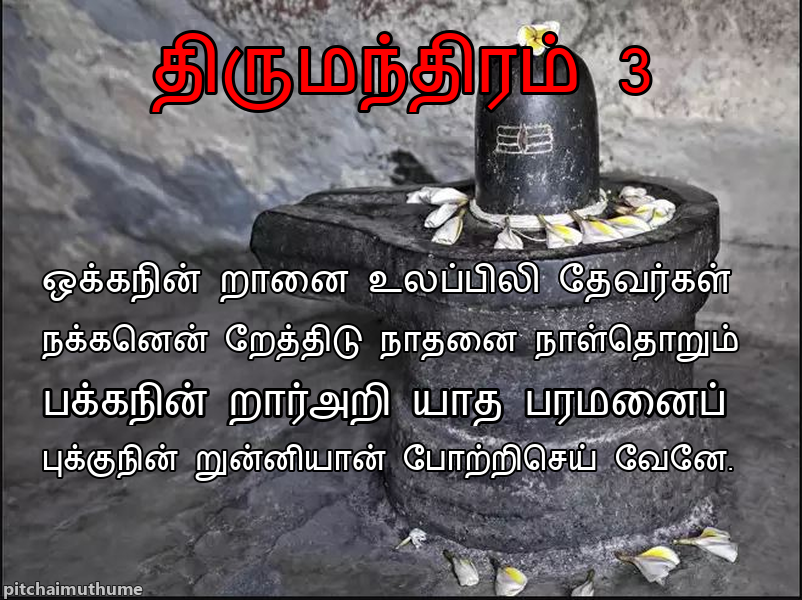 திருமந்திரம் 3
ஒக்கநின் றானை உலப்பிலி தேவர்கள்
நக்கனென் றேத்திடு நாதனை நாள்தொறும்
பக்கநின் றார்அறி யாத பரமனைப்
புக்குநின் றுன்னியான் போற்றிசெய் வேனே.
pitchaimuthume